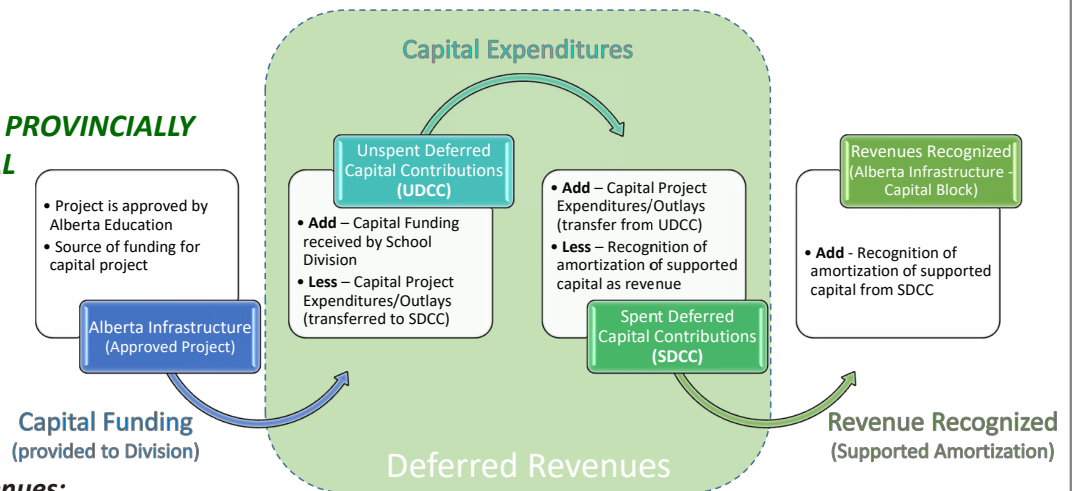 Capital Expenditures
PROVINCIALLY
Unspent Deferred
Capital Contributions
(UDCC)
Revenues Recognized
(Alberta Infrastructure -
Capital Block)
• Project is approved by
Alberta Education
• Source of funding for
capital project
• Add – Capital Funding
received by School
Division
• Less – Capital Project
Expenditures/Outlays
(transferred to SDCC)
• Add – Capital Project
Expenditures/Outlays
(transfer from UDCC)
• Less – Recognition of
amortization of supported
capital as revenue
• Add - Recognition of
amortization of supported
capital from SDCC
Alberta Infrastructure
(Approved Project)
Spent Deferred
Capital Contributions
(SDCC)
Capital Funding
(provided to Division)
Revenue Recognized
(Supported Amortization)
Deferred Revenues